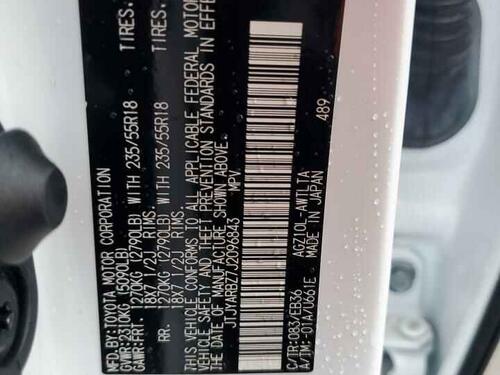 MFD. BY: TOYOTA MOTOR CORPORATION
GVWR:2310KG (5090LB)
GAWR:FRT. 1270KG (2790LB) WITH 235/55R18 TIRES.
18X7 1/2J RIMS.
RR. 1270KG (2790LB) WITH 235/55R18 TIRES.
18X7 1/2J RIMS
THIS VEHICLE CONFORMS TO ALL APPLICABLE FEDERAL MOTOR
VEHICLE SAFETY, AND THEFT PREVENTION STANDARDS IN EFFE
ON THE DATE OF MANUFACTURE SHOWN ABOVE.
JTJYARBZ7J2096843 MPV
AGZ10L-AWTLTA 489
C/TR:083/EB36 MADE IN JAPAN
A/TM:-01A/U661E